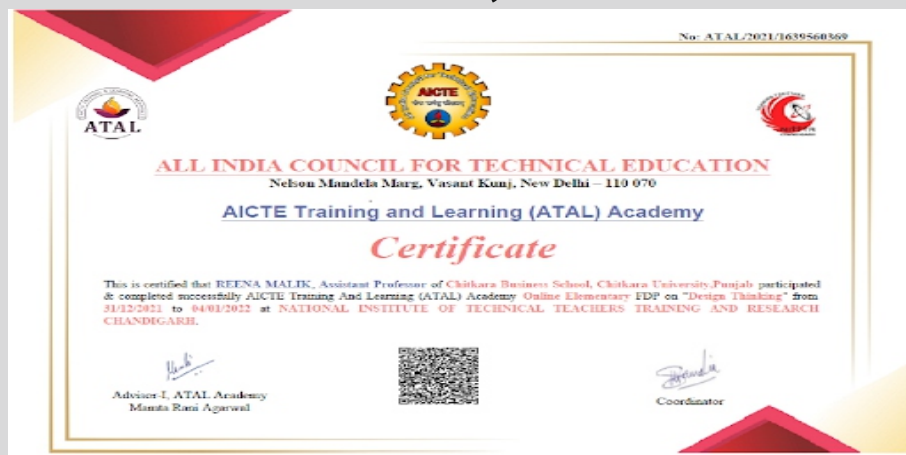 No: ATAL/2021/1639560369
AICTE
ATAL
ALL INDIA COUNCIL FOR TECHNICAL EDUCATION
Nelson Mandela Marg, Vasant Kunj, New Delhi – 110 070
AICTE Training and Learning (ATAL) Academy
Certificate
This is certified that REENA MALIK, Assistant Professor of Chitkara Business School, Chitkara University,Punjab participated
& completed successfully AICTE Training And Learning (ATAL) Academy Online Elementary FDP on "Design Thinking" from
31/12/2021 to 04/01/2022 at NATIONAL INSTITUTE OF TECHNICAL TEACHERS TRAINING AND RESEARCH
CHANDIGARH.
Adviser-I, ATAL Academy
Mamta Rani Agarwal
Coordinator